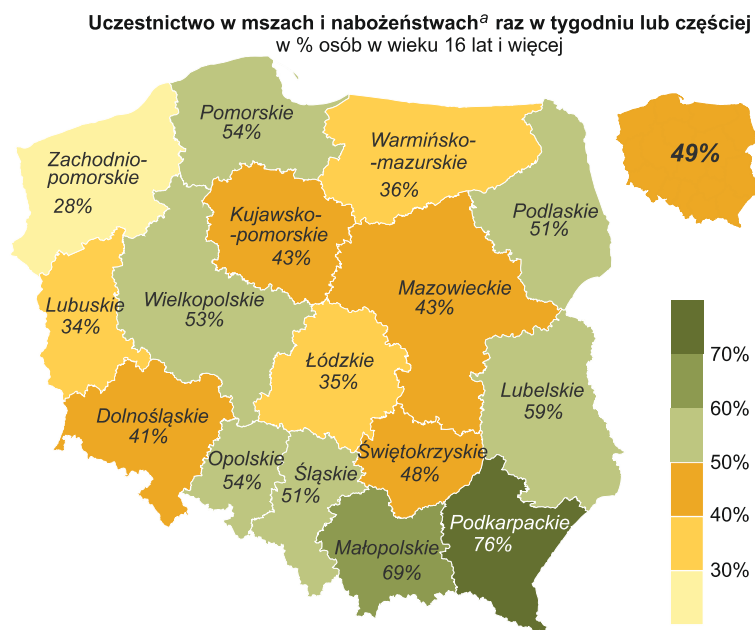 Uczestnictwo w mszach i nabożeństwachᵃ raz w tygodniu lub częściej
w % osób w wieku 16 lat i więcej
Pomorskie
54%
Warmińsko-
-mazurskie
36%
49%
Zachodnio-
pomorskie
28%
Kujawsko-
-pomorskie
43%
Podlaskie
51%
Mazowieckie
43%
Wielkopolskie
53%
Lubuskie
34%
Łódzkie
35%
Lubelskie
59%
Dolnośląskie
41%
Opolskie
54%
Śląskie
51%
Świętokrzyskie
48%
Małopolskie
69%
Podkarpackie
76%
70%
60%
50%
40%
30%